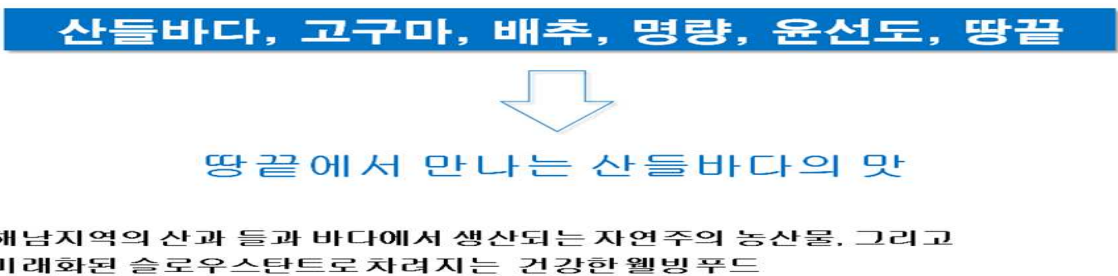 산들바다, 고구마, 배추, 명량, 윤선도, 땅끝
땅끝에서 만나는 산들바다의 맛
해남지역의 산과 들과 바다에서 생산되는 자연주의 농산물, 그리고
미래화된 슬로우스탄트로 차려지는 건강한 웰빙푸드